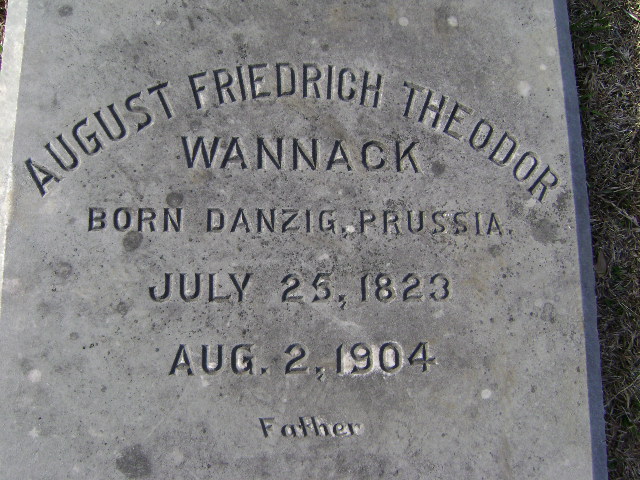 AUGUST FRIEDRICH THEODOR
WANNACK
BORN DANZIG, PRUSSIA.
JULY 25, 1823
AUG. 2, 1904
Father